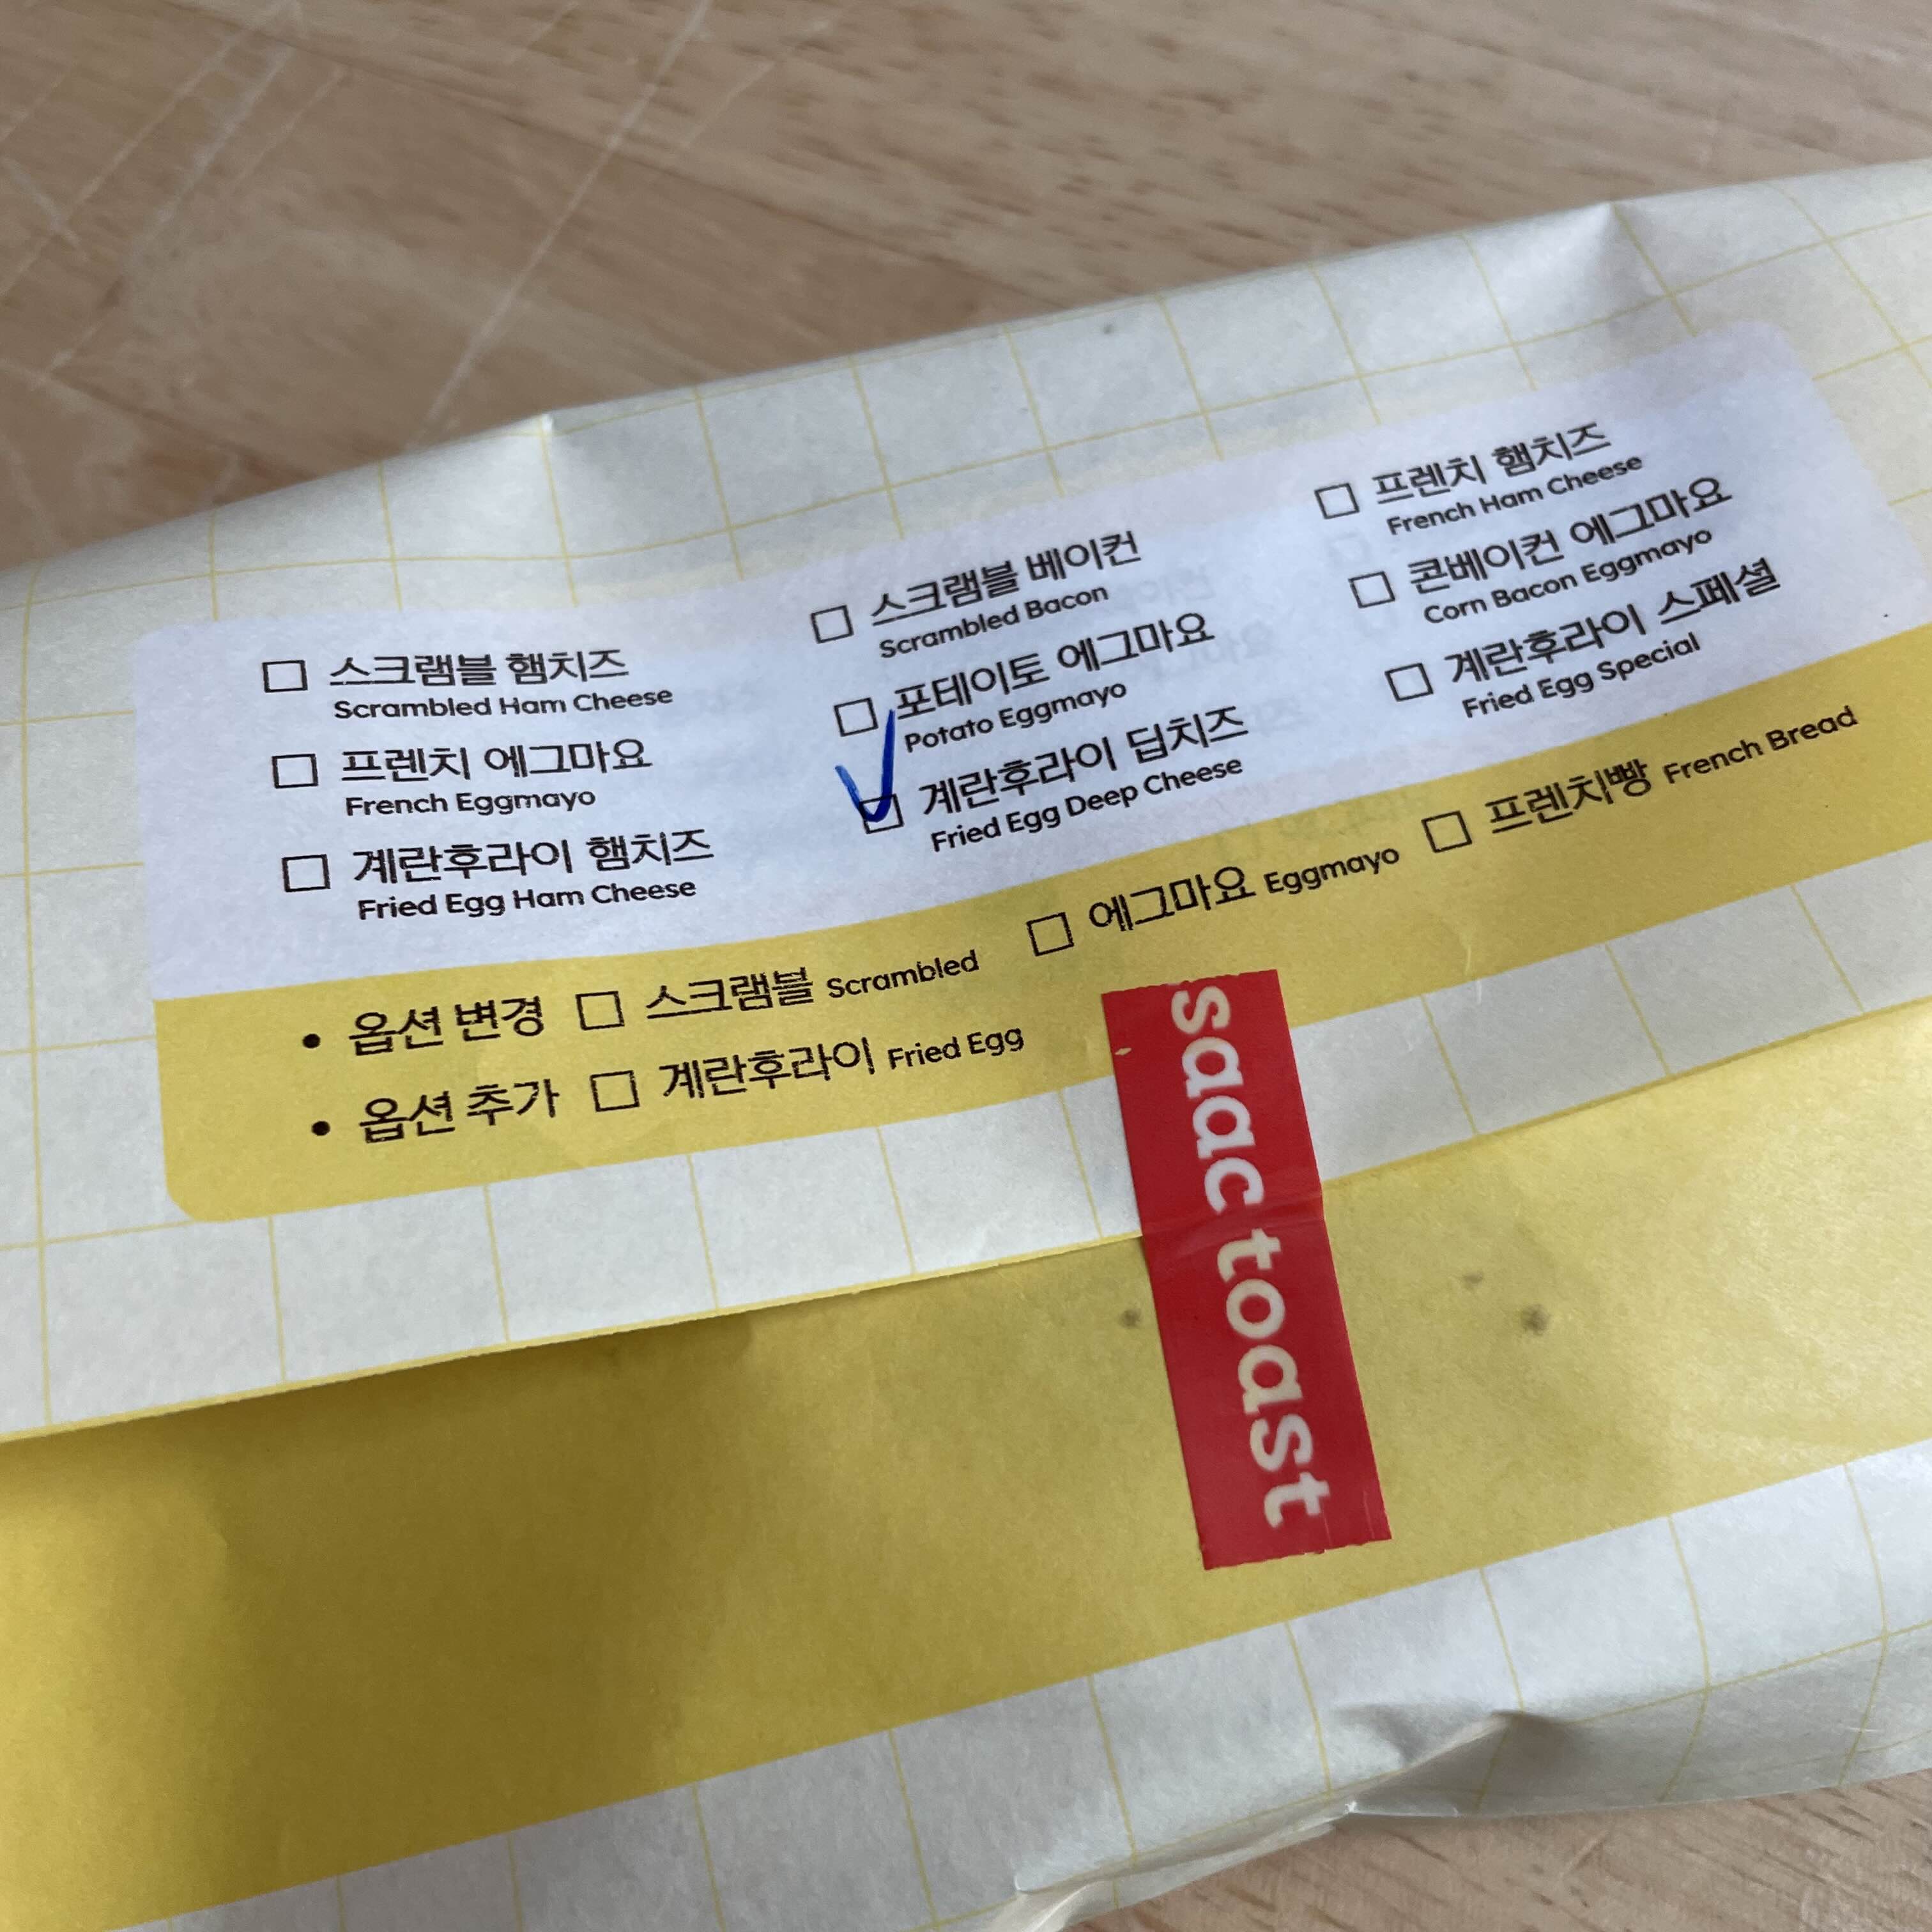 스크램블 햄치즈
Scrambled Ham Cheese
프렌치 에그마요
French Eggmayo
계란후라이 햄치즈
Fried Egg Ham Cheese
스크램블 베이컨
Scrambled Bacon
포테이토 에그마요
Potato Eggmayo
계란후라이 딥치즈
Fried Egg Deep Cheese
프렌치 햄치즈
French Ham Cheese
콘베이컨 에그마요
Corn Bacon Eggmayo
계란후라이 스페셜
Fried Egg Special
• 옵션 변경 □ 스크램블 Scrambled □ 에그마요 Eggmayo □ 프렌치빵 French Bread
• 옵션 추가 □ 계란후라이 Fried Egg
saac toast